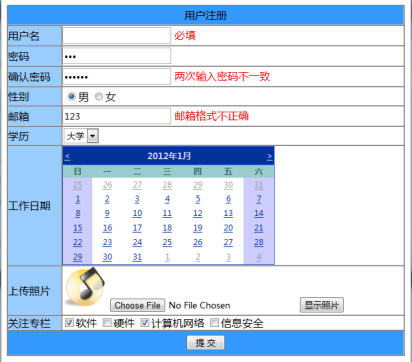 用户注册
用户名 必填
密码 •••
确认密码 •••••• 两次输入密码不一致
性别 男 女
邮箱 123 邮箱格式不正确
学历 大学
工作日期
< 2012年1月 >
日 一 二 三 四 五 六
25 26 27 28 29 30 31
1 2 3 4 5 6 7
8 9 10 11 12 13 14
15 16 17 18 19 20 21
22 23 24 25 26 27 28
29 30 31 1 2 3 4
上传照片 Choose File No File Chosen 显示照片
关注专栏 软件 硬件 计算机网络 信息安全
提交